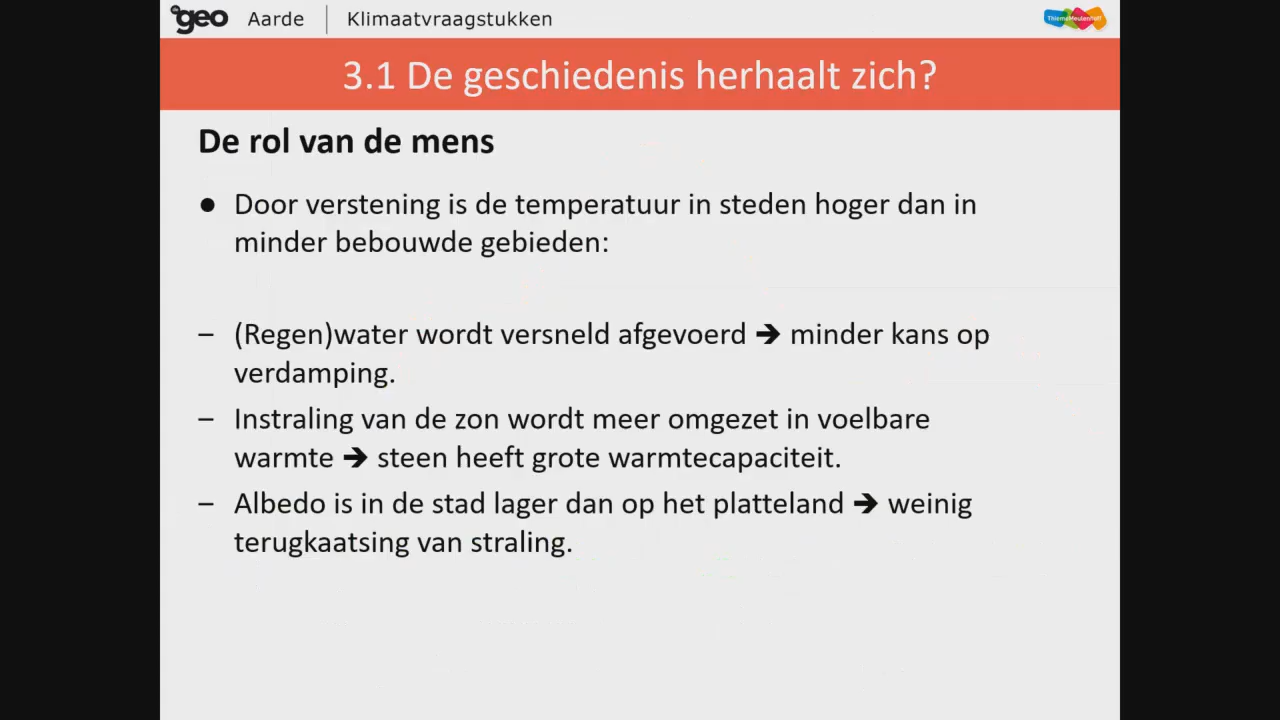 de geo Aarde Klimaatvraagstukken ThiemeMeulenhoff
3.1 De geschiedenis herhaalt zich?
De rol van de mens
● Door verstening is de temperatuur in steden hoger dan in
minder bebouwde gebieden:
– (Regen)water wordt versneld afgevoerd ➔ minder kans op
verdamping.
– Instraling van de zon wordt meer omgezet in voelbare
warmte ➔ steen heeft grote warmtecapaciteit.
– Albedo is in de stad lager dan op het platteland ➔ weinig
terugkaatsing van straling.